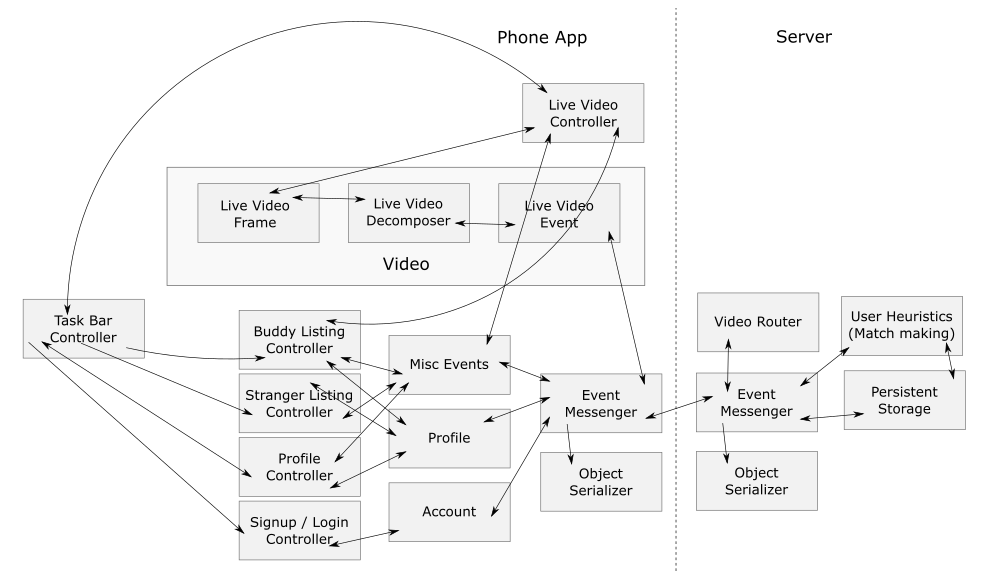 Phone App
Server
Live Video
Controller
Live Video
Frame
Live Video
Decomposer
Live Video
Event
Video
Task Bar
Controller
Buddy Listing
Controller
Stranger Listing
Controller
Profile
Controller
Signup / Login
Controller
Misc Events
Profile
Account
Event
Messenger
Object
Serializer
Video Router
User Heuristics
(Match making)
Event
Messenger
Persistent
Storage
Object
Serializer